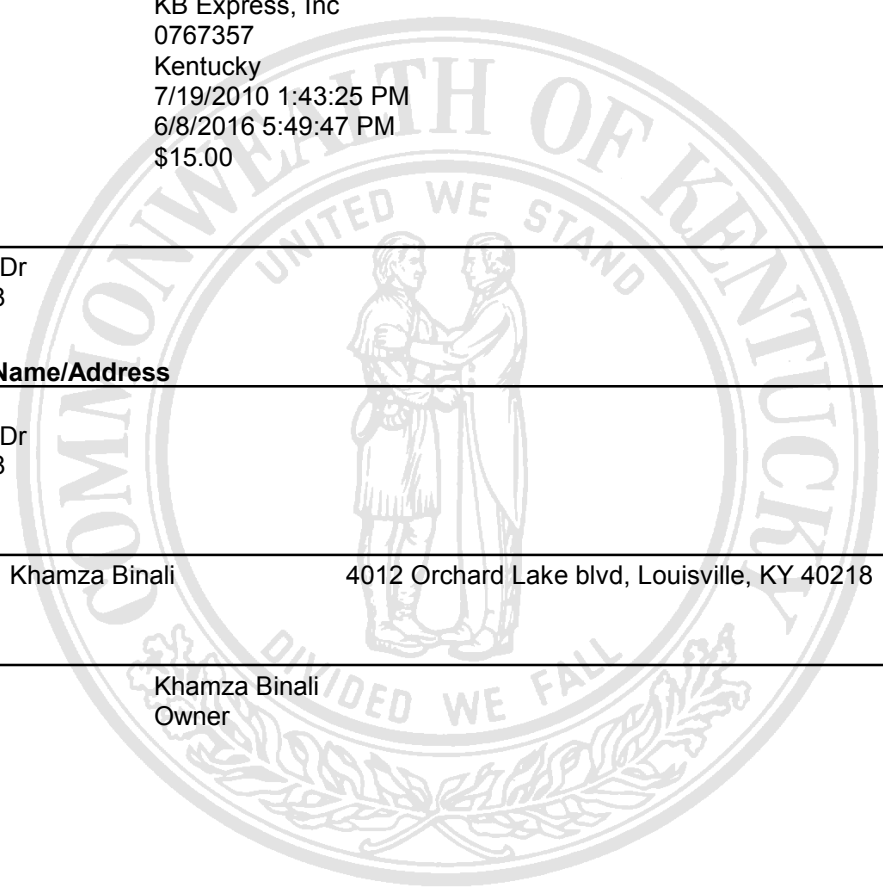 KB Express, Inc
0767357
Kentucky
7/19/2010 1:43:25 PM
6/8/2016 5:49:47 PM
$15.00
COMMONWEALTH OF KENTUCKY
UNITED WE STAND
Dr
Name/Address
Dr
Khamza Binali 4012 Orchard Lake blvd, Louisville, KY 40218
DIVIDED WE FALL
Khamza Binali
Owner